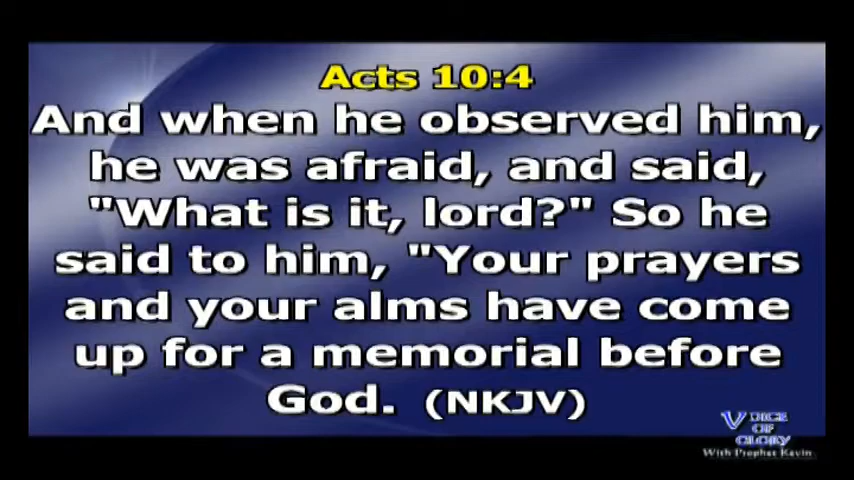 Acts 10:4
And when he observed him,
he was afraid, and said,
"What is it, lord?" So he
said to him, "Your prayers
and your alms have come
up for a memorial before
God. (NKJV)
VOICE
OF
GLORY
With Prophet Kevin